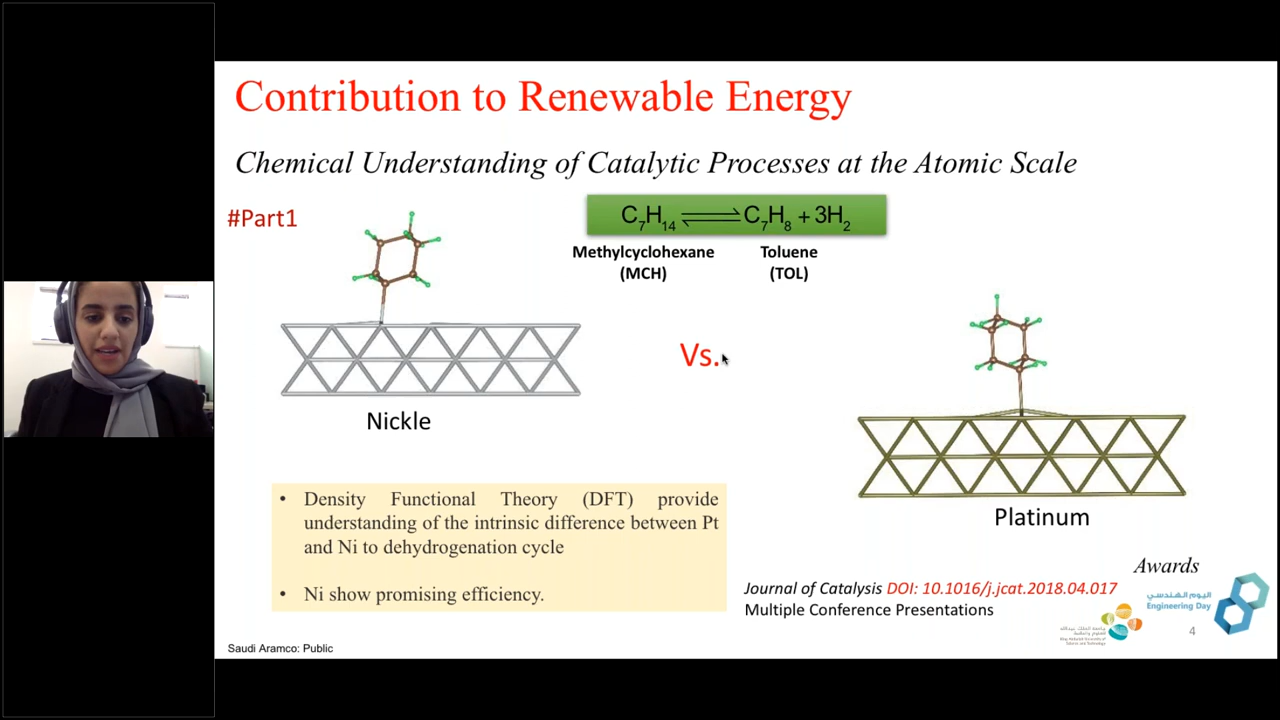 Contribution to Renewable Energy
Chemical Understanding of Catalytic Processes at the Atomic Scale
#Part1
C7H14 ⇌ C7H8 + 3H2
Methylcyclohexane
(MCH)
Toluene
(TOL)
Vs.
Nickle
Platinum
• Density Functional Theory (DFT) provide
understanding of the intrinsic difference between Pt
and Ni to dehydrogenation cycle
• Ni show promising efficiency.
Awards
Journal of Catalysis DOI: 10.1016/j.jcat.2018.04.017
Multiple Conference Presentations
اليوم الهندسي
Engineering Day
4
Saudi Aramco: Public